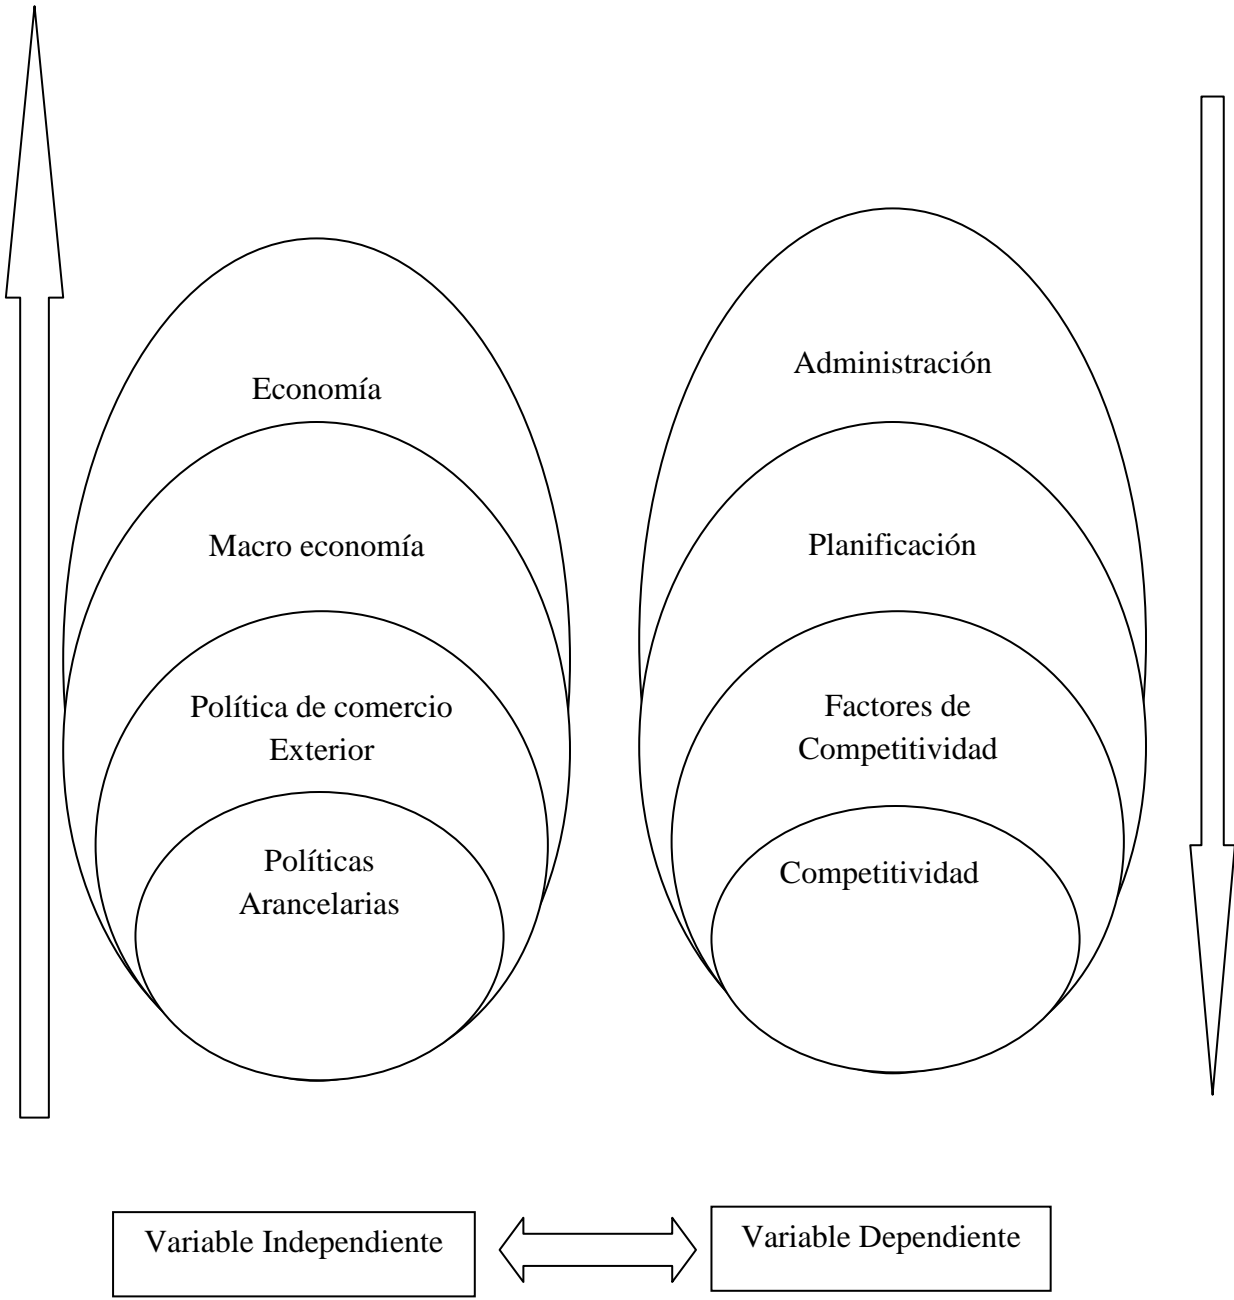 Economía
Macro economía
Política de comercio
Exterior
Políticas
Arancelarias
Administración
Planificación
Factores de
Competitividad
Competitividad
Variable Independiente
Variable Dependiente